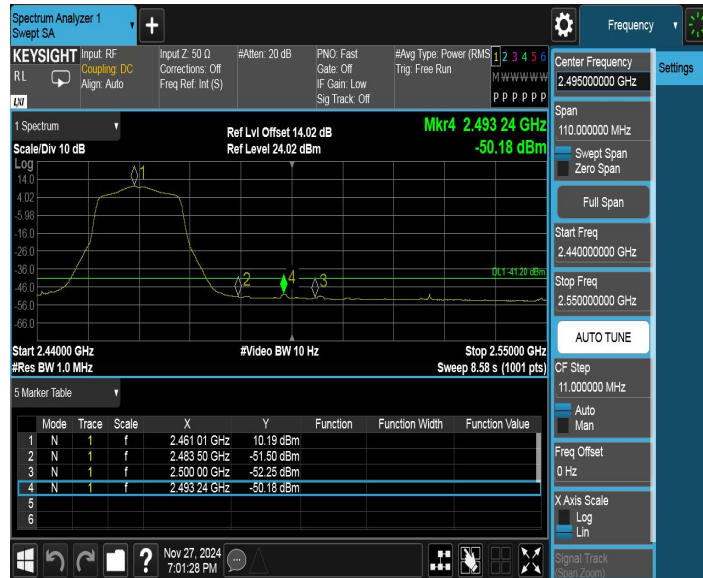 Spectrum Analyzer 1
Swept SA
+
Frequency
KEYSIGHT
RL
LXI
Input: RF
Coupling: DC
Align: Auto
Input Z: 50 Ω
Corrections: Off
Freq Ref: Int (S)
#Atten: 20 dB
PNO: Fast
Gate: Off
IF Gain: Low
Sig Track: Off
#Avg Type: Power (RMS
Trig: Free Run
1 2 3 4 5 6
M W W W W W
P P P P P P
1 Spectrum
Scale/Div 10 dB
Ref Lvl Offset 14.02 dB
Ref Level 24.02 dBm
Mkr4 2.493 24 GHz
-50.18 dBm
Log
14.0
4.02
-5.98
-16.0
-26.0
-36.0
-46.0
-56.0
-66.0
1
2
4
3
DL1 -41.20 dBm
Start 2.44000 GHz
#Res BW 1.0 MHz
#Video BW 10 Hz
Stop 2.55000 GHz
Sweep 8.58 s (1001 pts)
5 Marker Table
Mode Trace Scale X Y Function Function Width Function Value
1 N 1 f 2.461 01 GHz 10.19 dBm
2 N 1 f 2.483 50 GHz -51.50 dBm
3 N 1 f 2.500 00 GHz -52.25 dBm
4 N 1 f 2.493 24 GHz -50.18 dBm
5
6
?
Nov 27, 2024
7:01:28 PM
Center Frequency
2.495000000 GHz
Span
110.000000 MHz
Swept Span
Zero Span
Full Span
Start Freq
2.440000000 GHz
Stop Freq
2.550000000 GHz
AUTO TUNE
CF Step
11.000000 MHz
Auto
Man
Freq Offset
0 Hz
X Axis Scale
Log
Lin
Signal Track
(Span Zoom)
Settings